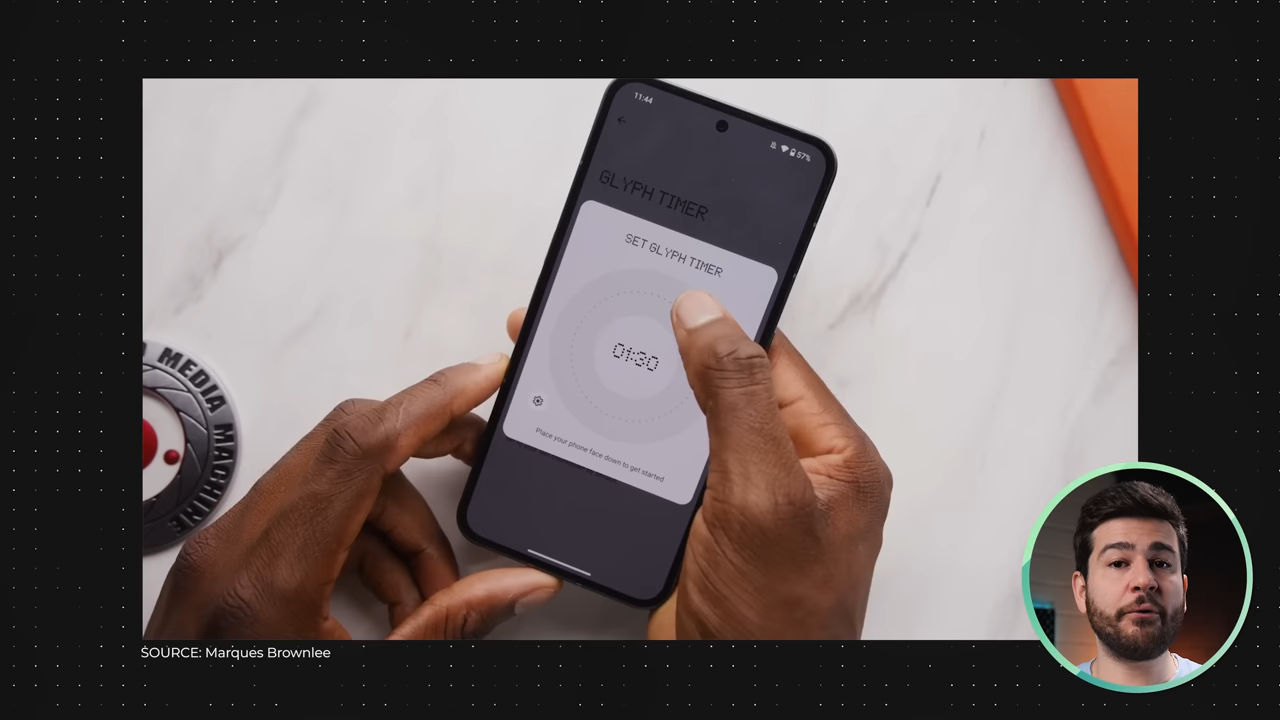 11:44
57%
GLYPH TIMER
SET GLYPH TIMER
01:30
Place your phone face down to get started
MEDIA MACHINE
SOURCE: Marques Brownlee